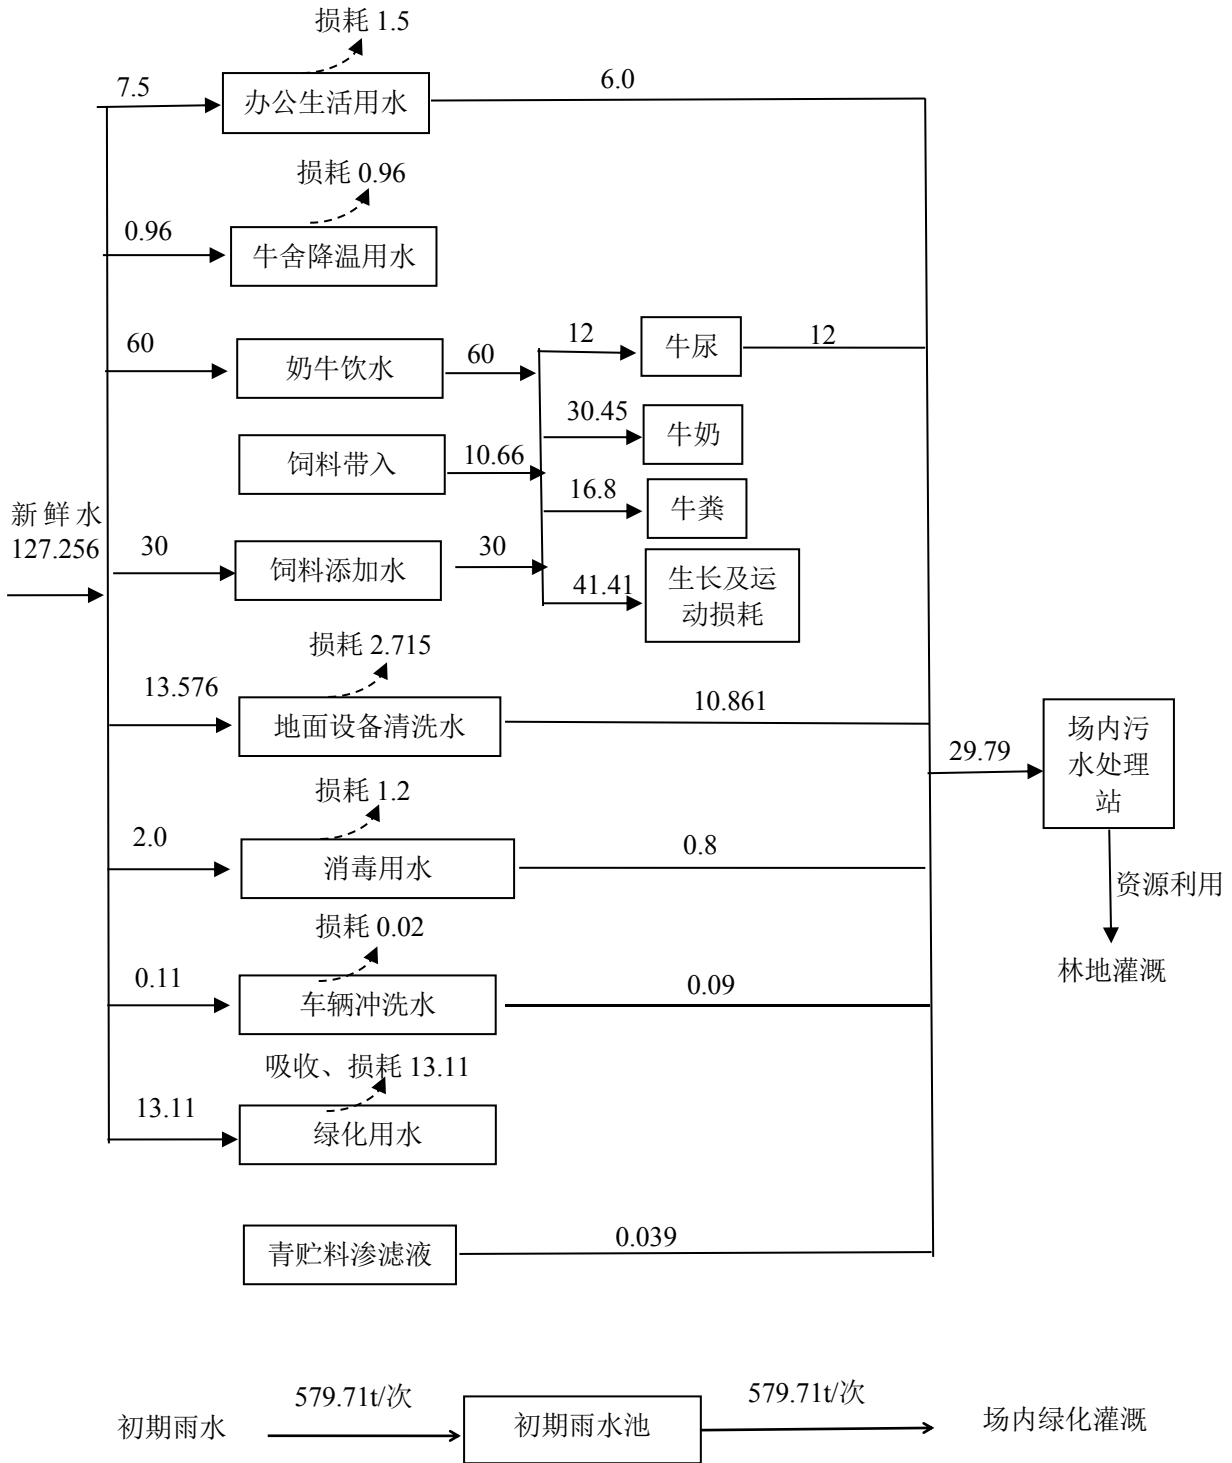 损耗 1.5
7.5
办公生活用水
6.0
损耗 0.96
0.96
牛舍降温用水
60
奶牛饮水
60
12
牛尿
12
30.45
牛奶
饲料带入
10.66
16.8
牛粪
新鲜水
127.256
30
饲料添加水
30
41.41
生长及运
动损耗
损耗 2.715
13.576
地面设备清洗水
10.861
29.79
场内污
水处理
站
损耗 1.2
2.0
消毒用水
0.8
资源利用
损耗 0.02
0.11
车辆冲洗水
0.09
林地灌溉
吸收、损耗 13.11
13.11
绿化用水
青贮料渗滤液
0.039
初期雨水
579.71t/次
初期雨水池
579.71t/次
场内绿化灌溉